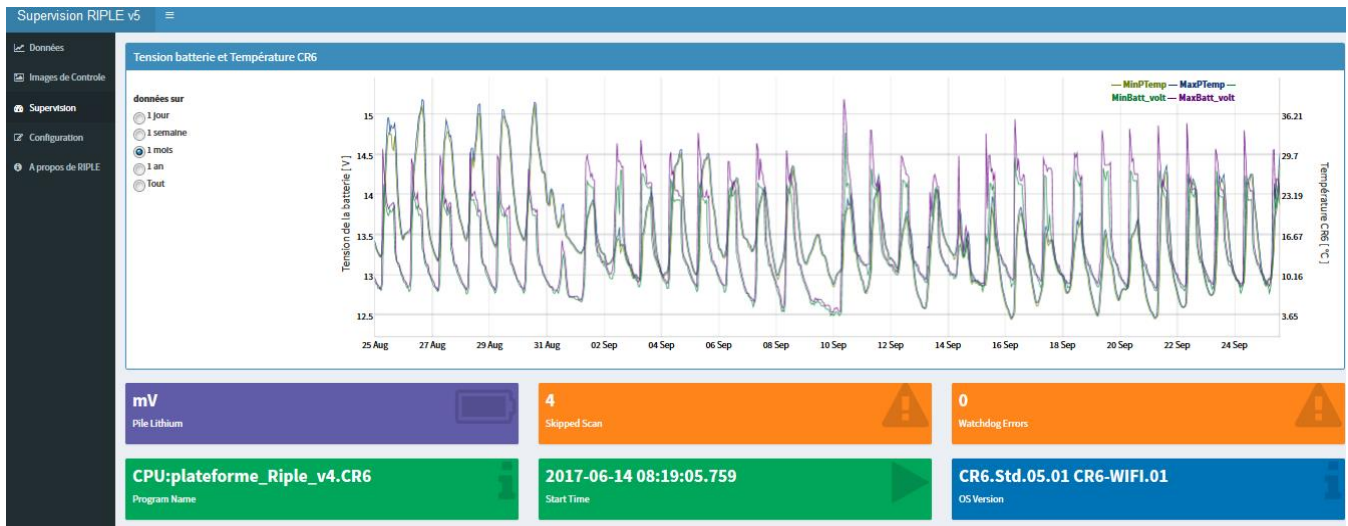 Supervision RIPLE v5
Données
Images de Controle
Supervision
Configuration
A propos de RIPLE
Tension batterie et Température CR6
données sur
1 jour
1 semaine
1 mois
1 an
Tout
— MinPTemp — MaxPTemp —
MinBatt_volt — MaxBatt_volt
Tension de la batterie [ V ]
15
14.5
14
13.5
13
12.5
36.21
29.7
23.19
16.67
10.16
3.65
Température CR6 [ °C ]
25 Aug 27 Aug 29 Aug 31 Aug 02 Sep 04 Sep 06 Sep 08 Sep 10 Sep 12 Sep 14 Sep 16 Sep 18 Sep 20 Sep 22 Sep 24 Sep
mV
Pile Lithium
4
Skipped Scan
0
Watchdog Errors
CPU:plateforme_Riple_v4.CR6
Program Name
2017-06-14 08:19:05.759
Start Time
CR6.Std.05.01 CR6-WIFI.01
OS Version